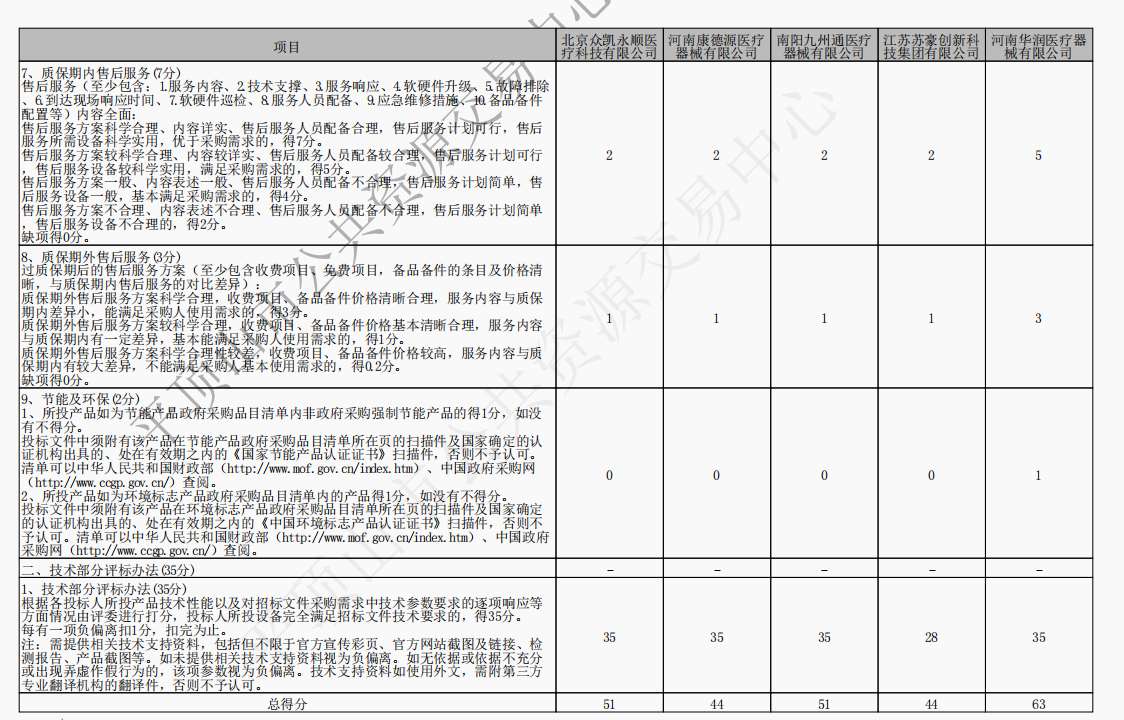 项目
北京众凯永顺医
疗科技有限公司
河南康德源医疗
器械有限公司
南阳九州通医疗
器械有限公司
江苏苏豪创新科
技集团有限公司
河南华润医疗器
械有限公司
7、质保期内售后服务(7分)
售后服务（至少包含：1.服务内容、2.技术支撑、3.服务响应、4.软硬件升级、5.故障排除
、6.到达现场响应时间、7.软硬件巡检、8.服务人员配备、9.应急维修措施、10.备品备件
配置等）内容全面：
售后服务方案科学合理、内容详实、售后服务人员配备合理，售后服务计划可行，售后
服务所需设备科学实用，优于采购需求的，得7分。
售后服务方案较科学合理、内容较详实、售后服务人员配备较合理，售后服务计划可行
，售后服务设备较科学实用，满足采购需求的，得5分。
售后服务方案一般、内容表述一般、售后服务人员配备不合理，售后服务计划简单，售
后服务设备一般，基本满足采购需求的，得4分。
售后服务方案不合理、内容表述不合理、售后服务人员配备不合理，售后服务计划简单
，售后服务设备不合理的，得2分。
缺项得0分。
2 2 2 2 5
8、质保期外售后服务(3分)
过质保期后的售后服务方案（至少包含收费项目、免费项目，备品备件的条目及价格清
晰，与质保期内售后服务的对比差异）：
质保期外售后服务方案科学合理，收费项目、备品备件价格清晰合理，服务内容与质保
期内差异小，能满足采购人使用需求的，得3分。
质保期外售后服务方案较科学合理，收费项目、备品备件价格基本清晰合理，服务内容
与质保期内有一定差异，基本能满足采购人使用需求的，得1分。
质保期外售后服务方案科学合理性较差，收费项目、备品备件价格较高，服务内容与质
保期内有较大差异，不能满足采购人基本使用需求的，得0.2分。
缺项得0分。
1 1 1 1 3
9、节能及环保(2分)
1、所投产品如为节能产品政府采购品目清单内非政府采购强制节能产品的得1分，如没
有不得分。
投标文件中须附有该产品在节能产品政府采购品目清单所在页的扫描件及国家确定的认
证机构出具的、处在有效期之内的《国家节能产品认证证书》扫描件，否则不予认可。
清单可以中华人民共和国财政部（http://www.mof.gov.cn/index.htm）、中国政府采购网
（http://www.ccgp.gov.cn/）查阅。
2、所投产品如为环境标志产品政府采购品目清单内的产品得1分，如没有不得分。
投标文件中须附有该产品在环境标志产品政府采购品目清单所在页的扫描件及国家确定
的认证机构出具的、处在有效期之内的《中国环境标志产品认证证书》扫描件，否则不
予认可。清单可以中华人民共和国财政部（http://www.mof.gov.cn/index.htm）、中国政府
采购网（http://www.ccgp.gov.cn/）查阅。
0 0 0 0 1
二、技术部分评标办法(35分)
– – – – –
1、技术部分评标办法(35分)
根据各投标人所投产品技术性能以及对招标文件采购需求中技术参数要求的逐项响应等
方面情况由评委进行打分，投标人所投设备完全满足招标文件技术要求的，得35分。
每有一项负偏离扣1分，扣完为止。
注：需提供相关技术支持资料，包括但不限于官方宣传彩页、官方网站截图及链接、检
测报告、产品截图等。如未提供相关技术支持资料视为负偏离。如无依据或依据不充分
或出现弄虚作假行为的，该项参数视为负偏离。技术支持资料如使用外文，需附第三方
专业翻译机构的翻译件，否则不予认可。
35 35 35 28 35
总得分 51 44 51 44 63
平顶山市公共资源交易中心
平顶山市公共资源交易中心